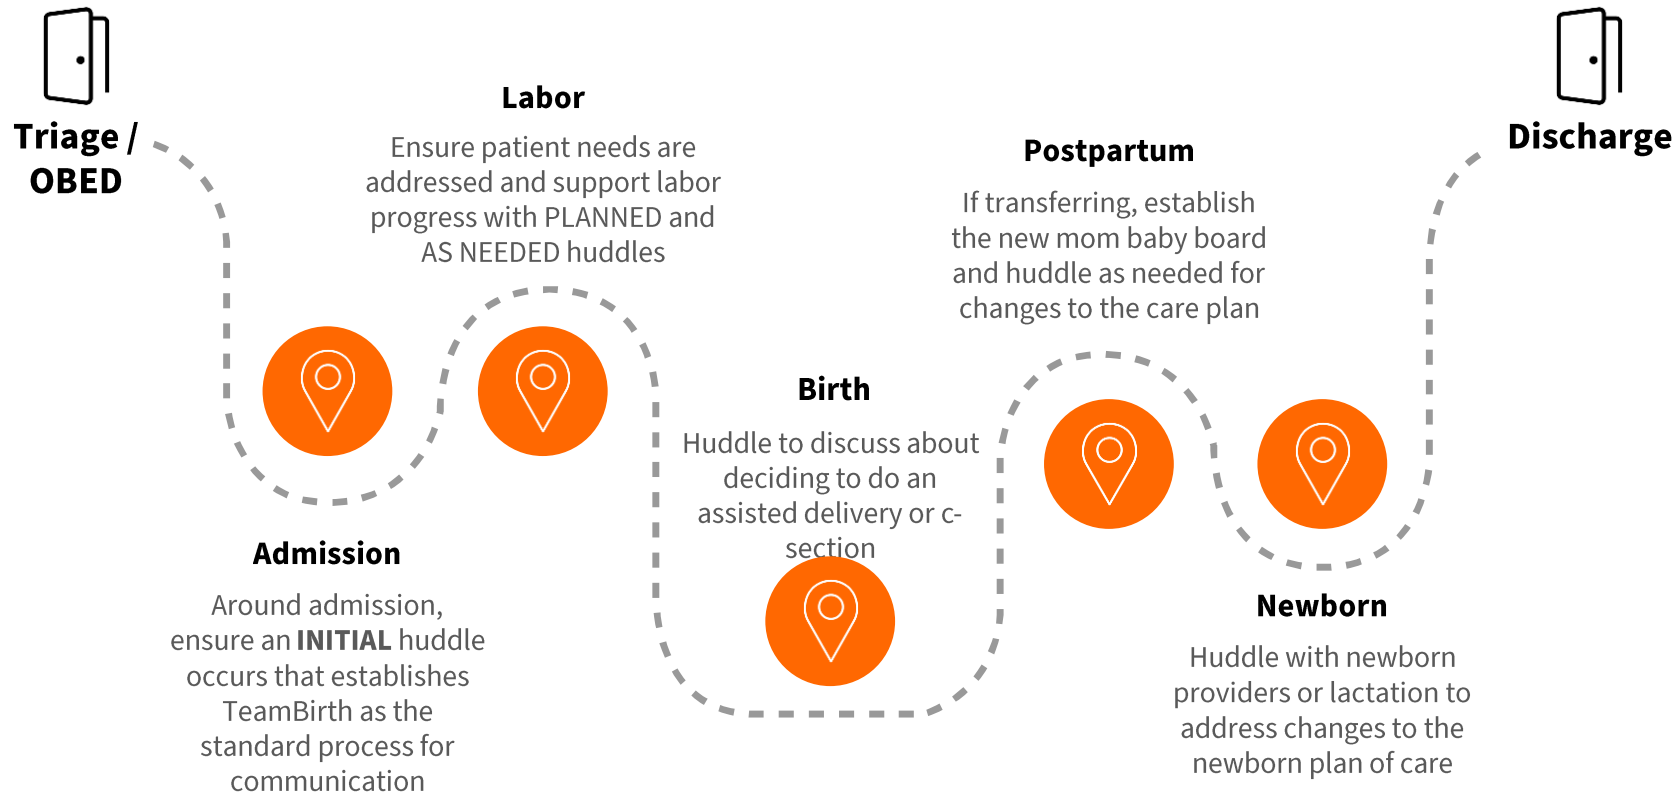 Triage /
OBED
Labor
Ensure patient needs are
addressed and support labor
progress with PLANNED and
AS NEEDED huddles
Admission
Around admission,
ensure an INITIAL huddle
occurs that establishes
TeamBirth as the
standard process for
communication
Birth
Huddle to discuss about
deciding to do an
assisted delivery or c-
section
Postpartum
If transferring, establish
the new mom baby board
and huddle as needed for
changes to the care plan
Newborn
Huddle with newborn
providers or lactation to
address changes to the
newborn plan of care
Discharge